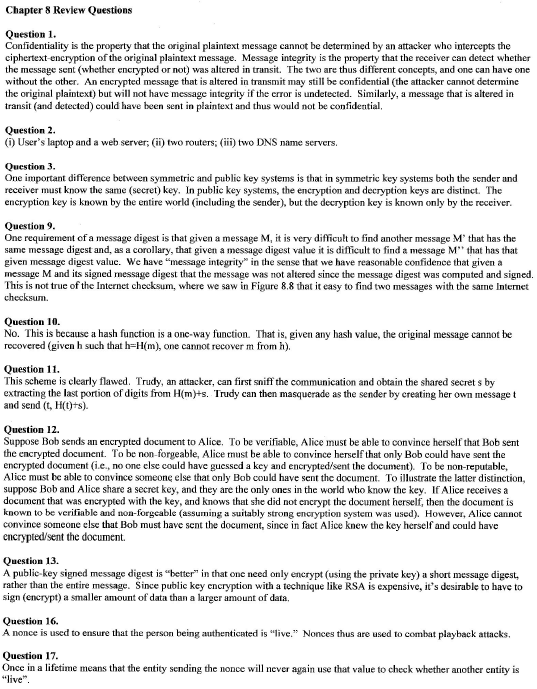 Chapter 8 Review Questions
Question 1.
Confidentiality is the property that the original plaintext message cannot be determined by an attacker who intercepts the
ciphertext-encryption of the original plaintext message. Message integrity is the property that the receiver can detect whether
the message sent (whether encrypted or not) was altered in transit. The two are thus different concepts, and one can have one
without the other. An encrypted message that is altered in transmit may still be confidential (the attacker cannot determine
the original plaintext) but will not have message integrity if the error is undetected. Similarly, a message that is altered in
transit (and detected) could have been sent in plaintext and thus would not be confidential.
Question 2.
(i) User's laptop and a web server; (ii) two routers; (iii) two DNS name servers.
Question 3.
One important difference between symmetric and public key systems is that in symmetric key systems both the sender and
receiver must know the same (secret) key. In public key systems, the encryption and decryption keys are distinct. The
encryption key is known by the entire world (including the sender), but the decryption key is known only by the receiver.
Question 9.
One requirement of a message digest is that given a message M, it is very difficult to find another message M' that has the
same message digest and, as a corollary, that given a message digest value it is difficult to find a message M'' that has that
given message digest value. We have "message integrity" in the sense that we have reasonable confidence that given a
message M and its signed message digest that the message was not altered since the message digest was computed and signed.
This is not true of the Internet checksum, where we saw in Figure 8.8 that it easy to find two messages with the same Internet
checksum.
Question 10.
No. This is because a hash function is a one-way function. That is, given any hash value, the original message cannot be
recovered (given h such that h=H(m), one cannot recover m from h).
Question 11.
This scheme is clearly flawed. Trudy, an attacker, can first sniff the communication and obtain the shared secret s by
extracting the last portion of digits from H(m)+s. Trudy can then masquerade as the sender by creating her own message t
and send (t, H(t)+s).
Question 12.
Suppose Bob sends an encrypted document to Alice. To be verifiable, Alice must be able to convince herself that Bob sent
the encrypted document. To be non-forgeable, Alice must be able to convince herself that only Bob could have sent the
encrypted document (i.e., no one else could have guessed a key and encrypted/sent the document). To be non-reputable,
Alice must be able to convince someone else that only Bob could have sent the document. To illustrate the latter distinction,
suppose Bob and Alice share a secret key, and they are the only ones in the world who know the key. If Alice receives a
document that was encrypted with the key, and knows that she did not encrypt the document herself, then the document is
known to be verifiable and non-forgeable (assuming a suitably strong encryption system was used). However, Alice cannot
convince someone else that Bob must have sent the document, since in fact Alice knew the key herself and could have
encrypted/sent the document.
Question 13.
A public-key signed message digest is "better" in that one need only encrypt (using the private key) a short message digest,
rather than the entire message. Since public key encryption with a technique like RSA is expensive, it's desirable to have to
sign (encrypt) a smaller amount of data than a larger amount of data.
Question 16.
A nonce is used to ensure that the person being authenticated is "live." Nonces thus are used to combat playback attacks.
Question 17.
Once in a lifetime means that the entity sending the nonce will never again use that value to check whether another entity is
"live".